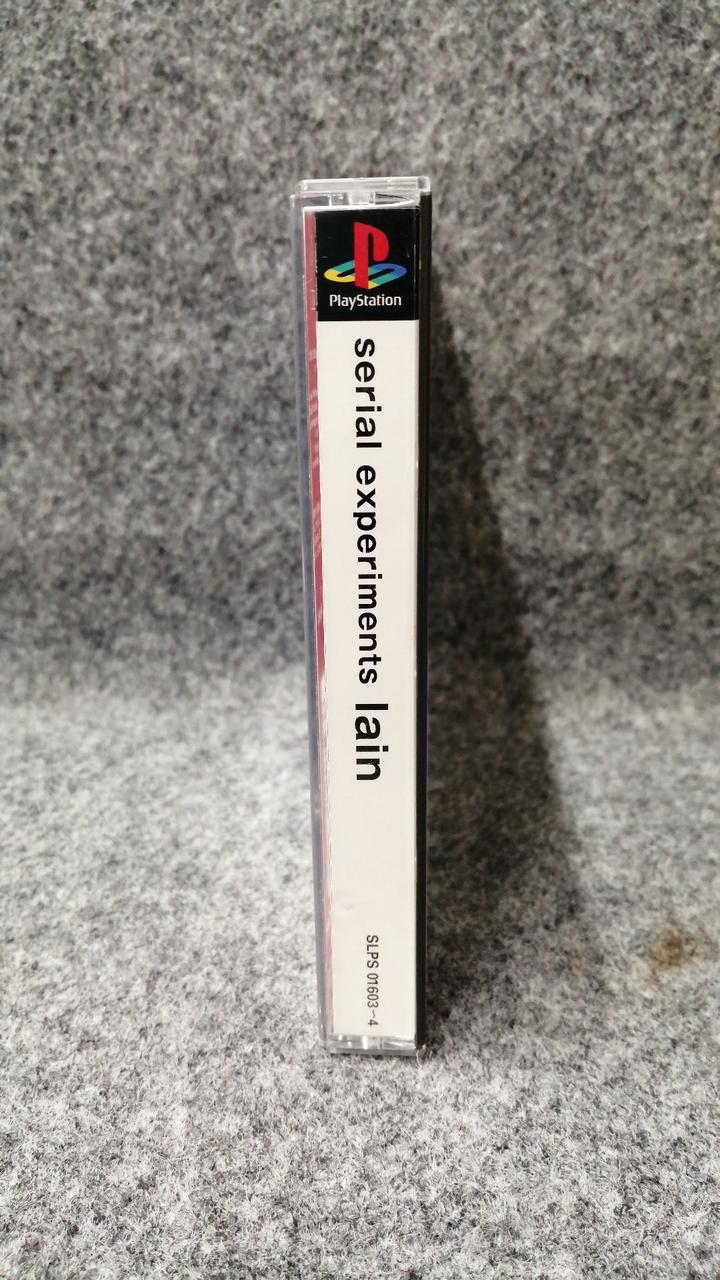 PlayStation
serial experiments lain
SLPS 01603~4